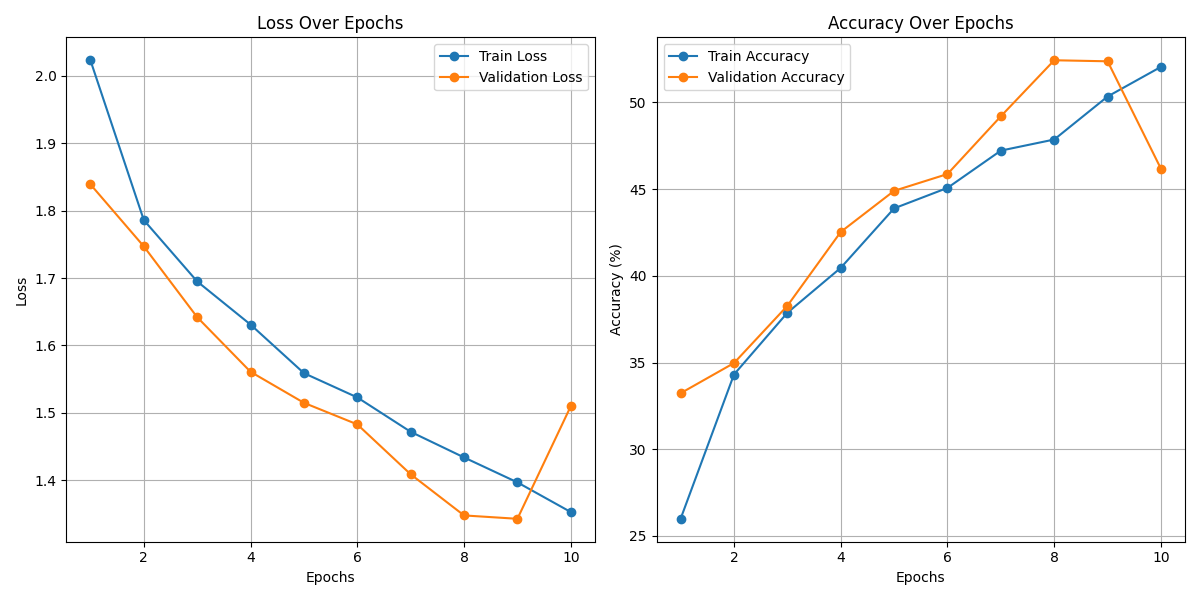 Loss Over Epochs
Train Loss
Validation Loss
2.0
1.9
1.8
1.7
1.6
1.5
1.4
Loss
2 4 6 8 10
Epochs
Accuracy Over Epochs
Train Accuracy
Validation Accuracy
50
45
40
35
30
25
Accuracy (%)
2 4 6 8 10
Epochs